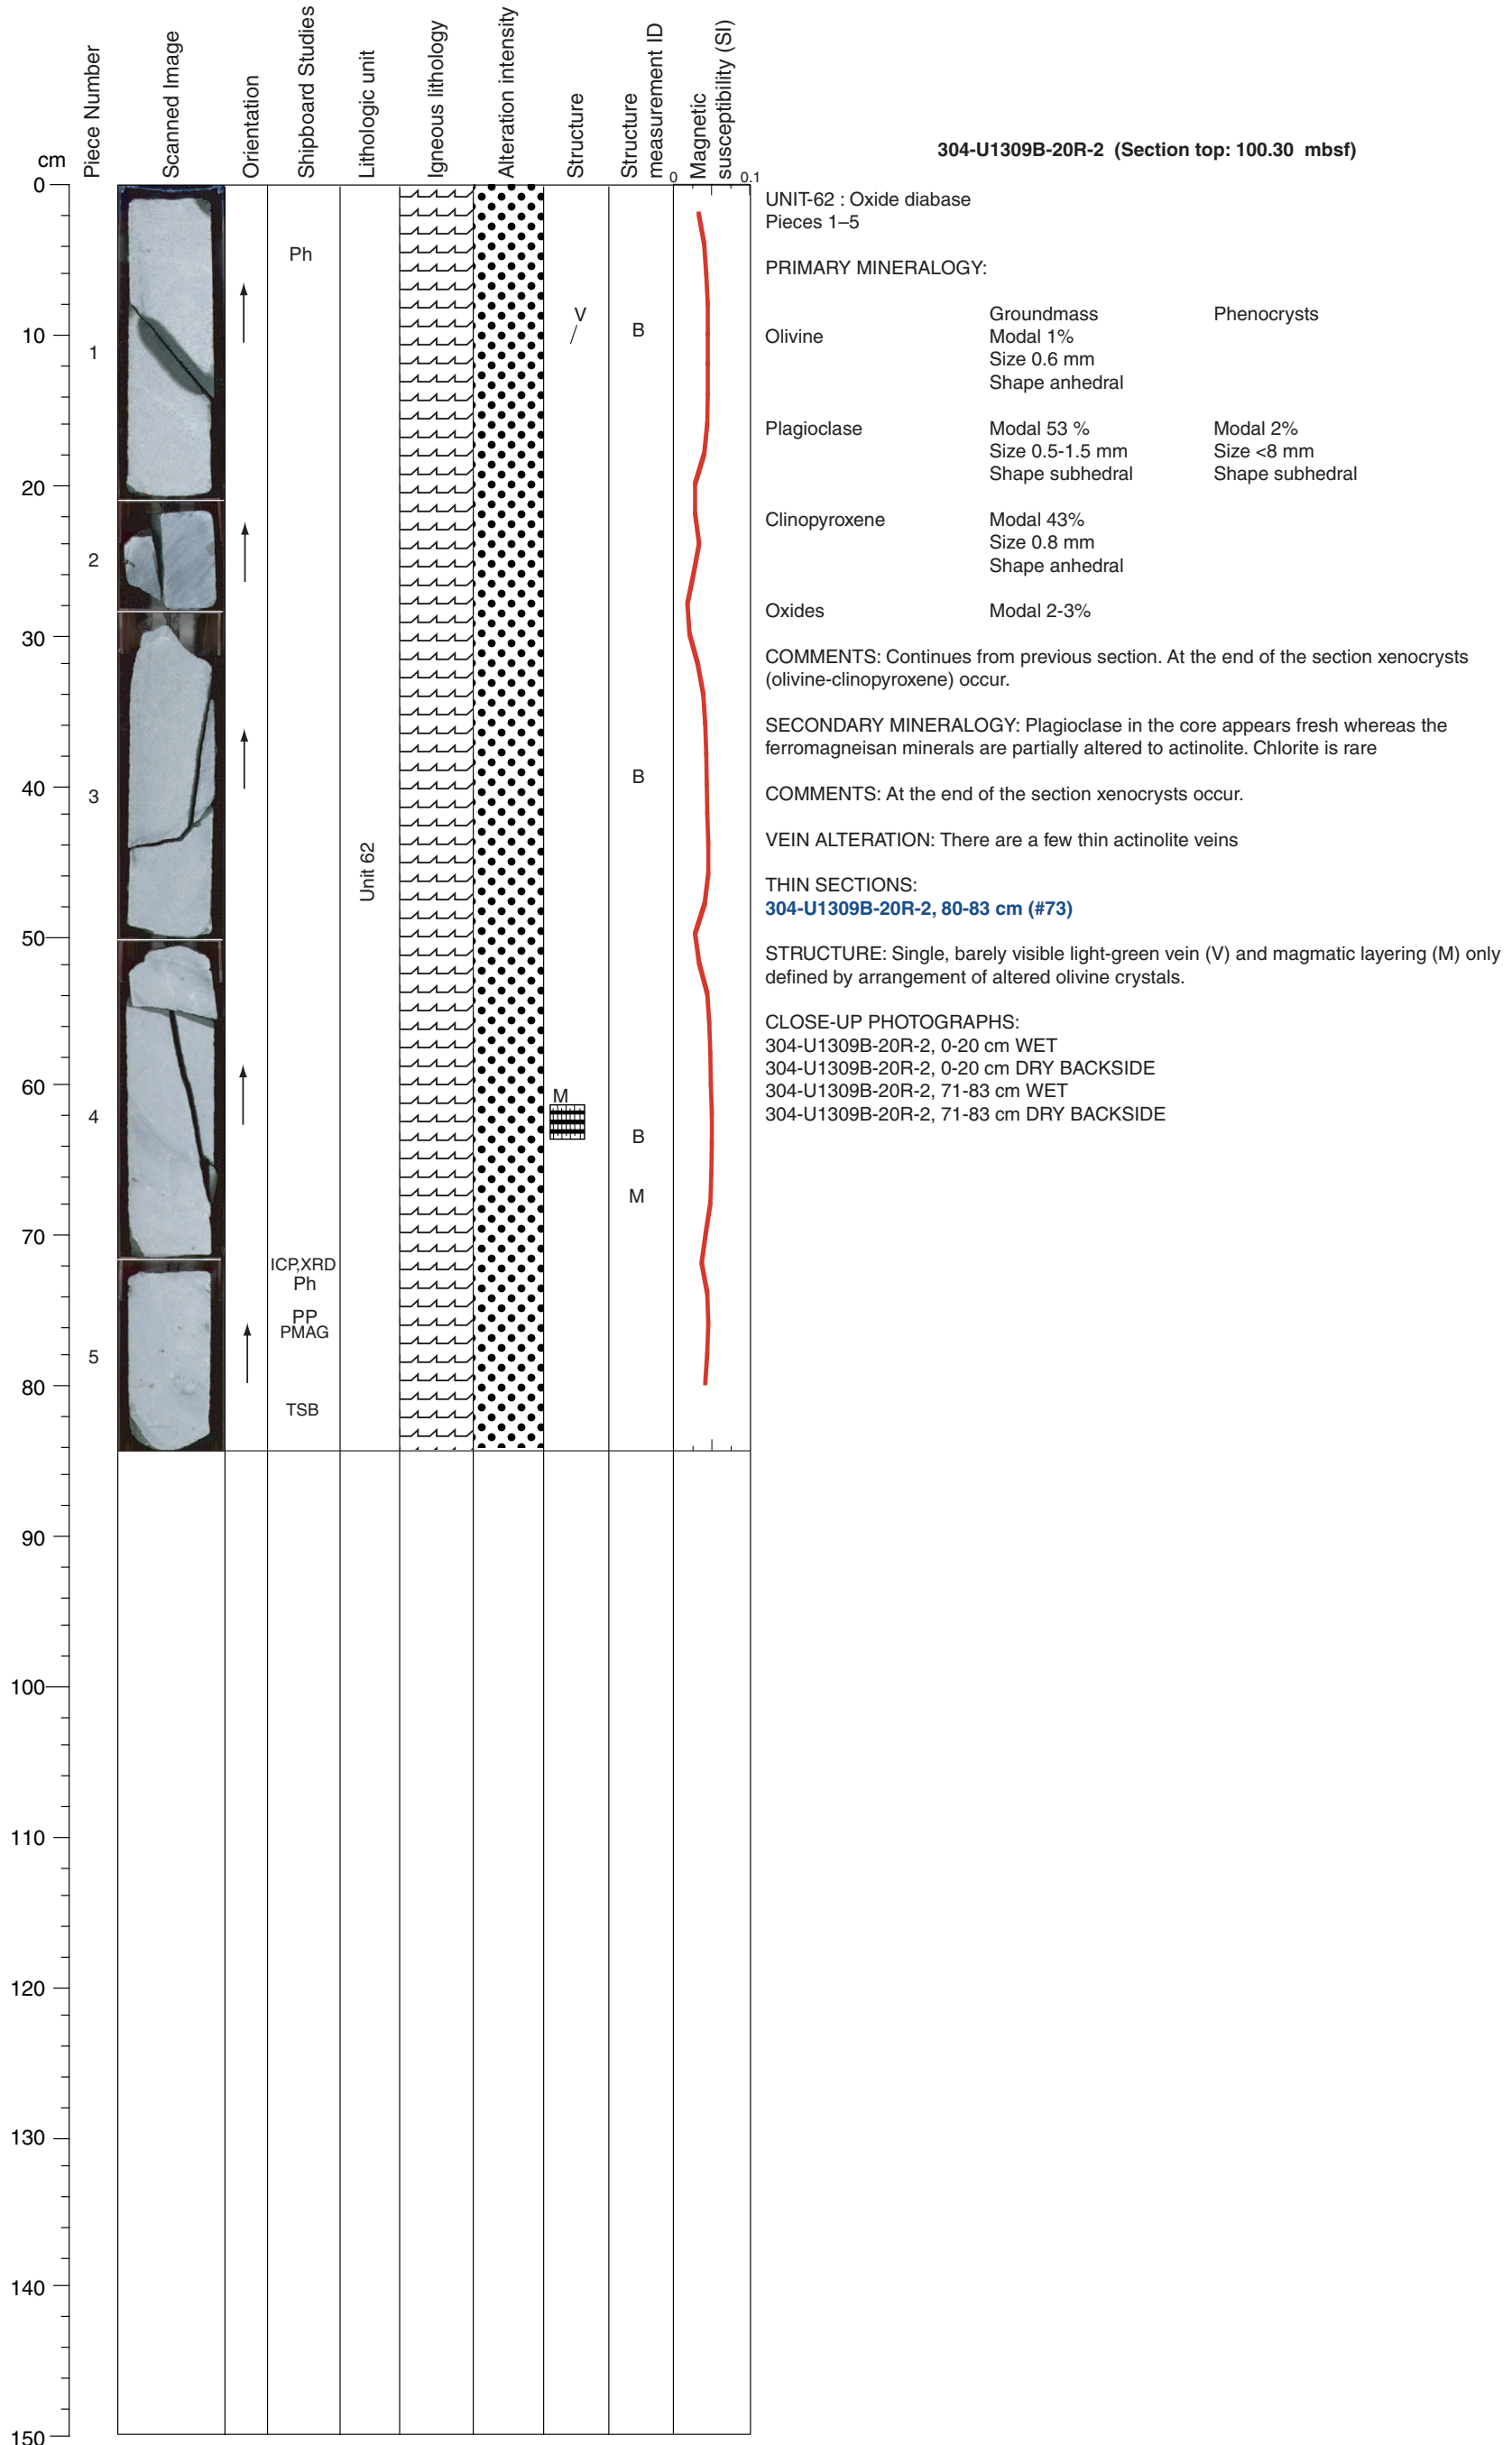 cm
Piece Number
Scanned Image
Orientation
Shipboard Studies
Lithologic unit
Igneous lithology
Alteration intensity
Structure
Structure
measurement ID
Magnetic
susceptibility (SI)
0
0.1
0
10
20
30
40
50
60
70
80
90
100
110
120
130
140
150
1
2
3
4
5
Ph
ICP,XRD
Ph
PP
PMAG
TSB
Unit 62
V
M
B
B
B
M
304-U1309B-20R-2 (Section top: 100.30 mbsf)
UNIT-62 : Oxide diabase
Pieces 1–5
PRIMARY MINERALOGY:
Groundmass Phenocrysts
Olivine Modal 1%
Size 0.6 mm
Shape anhedral
Plagioclase Modal 53 % Modal 2%
Size 0.5-1.5 mm Size <8 mm
Shape subhedral Shape subhedral
Clinopyroxene Modal 43%
Size 0.8 mm
Shape anhedral
Oxides Modal 2-3%
COMMENTS: Continues from previous section. At the end of the section xenocrysts
(olivine-clinopyroxene) occur.
SECONDARY MINERALOGY: Plagioclase in the core appears fresh whereas the
ferromagneisan minerals are partially altered to actinolite. Chlorite is rare
COMMENTS: At the end of the section xenocrysts occur.
VEIN ALTERATION: There are a few thin actinolite veins
THIN SECTIONS:
304-U1309B-20R-2, 80-83 cm (#73)
STRUCTURE: Single, barely visible light-green vein (V) and magmatic layering (M) only
defined by arrangement of altered olivine crystals.
CLOSE-UP PHOTOGRAPHS:
304-U1309B-20R-2, 0-20 cm WET
304-U1309B-20R-2, 0-20 cm DRY BACKSIDE
304-U1309B-20R-2, 71-83 cm WET
304-U1309B-20R-2, 71-83 cm DRY BACKSIDE